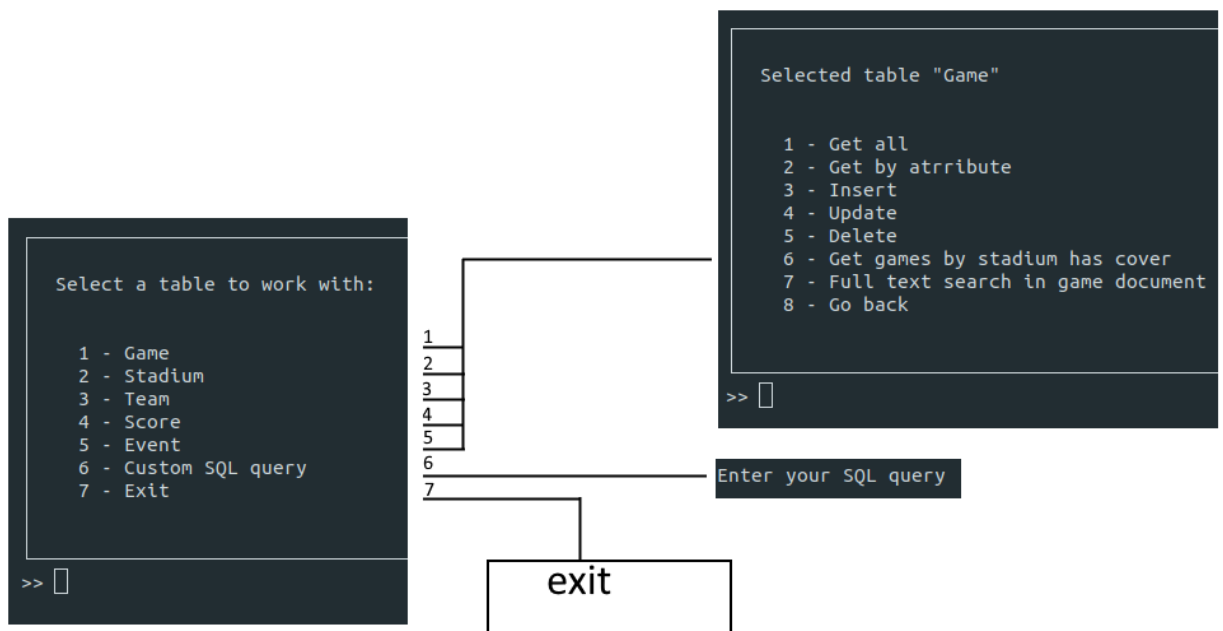 Select a table to work with:
1 - Game
2 - Stadium
3 - Team
4 - Score
5 - Event
6 - Custom SQL query
7 - Exit
>>
1
2
3
4
5
6
7
Selected table "Game"
1 - Get all
2 - Get by atrribute
3 - Insert
4 - Update
5 - Delete
6 - Get games by stadium has cover
7 - Full text search in game document
8 - Go back
>>
Enter your SQL query
exit